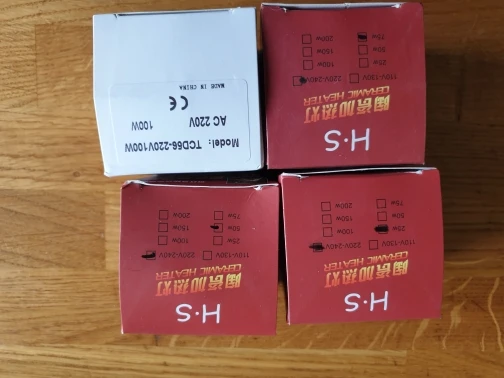 H·S
陶瓷加热灯
CERAMIC HEATER
110V-130V 220V-240V
25w 100w
50w 150w
75w 200w
H·S
陶瓷加热灯
CERAMIC HEATER
110V-130V 220V-240V
25w 100w
50w 150w
75w 200w
H·S
陶瓷加热灯
CERAMIC HEATER
110V-130V 220V-240V
25w 100w
50w 150w
75w 200w
Model: TCD66-220V100W
AC 220V 100W
CE
MADE IN CHINA